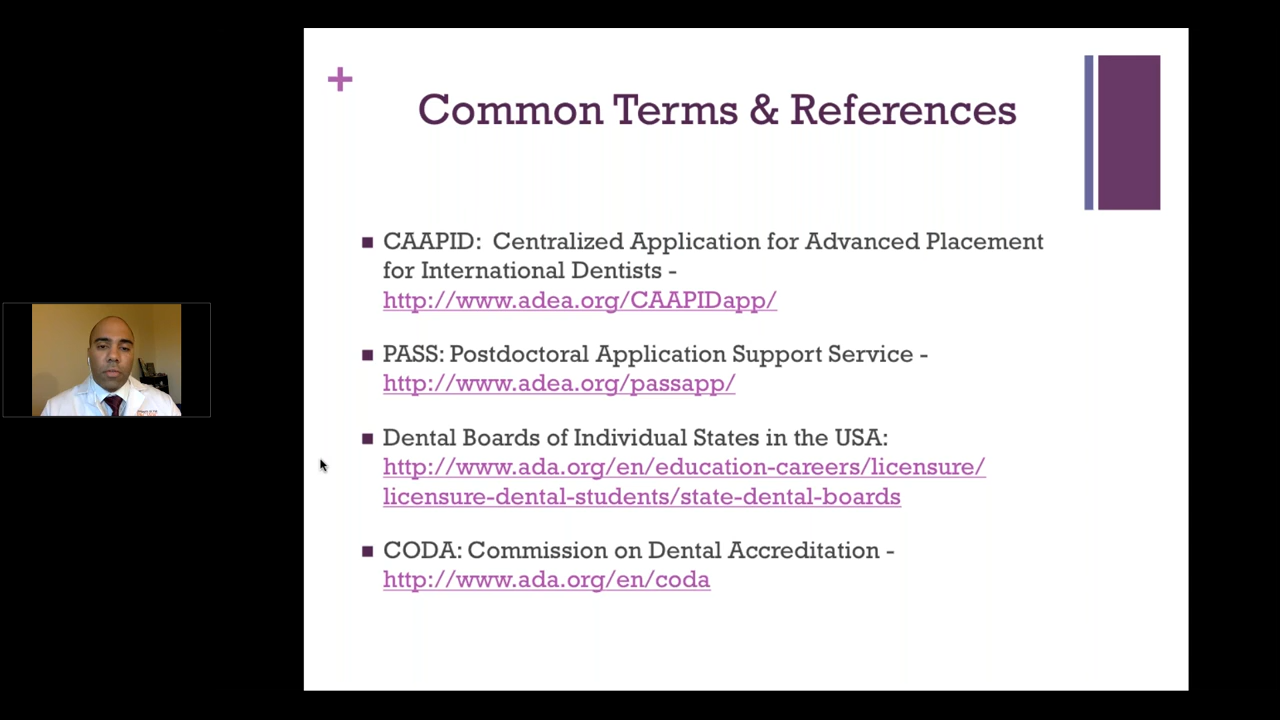 +
Common Terms & References
■ CAAPID:  Centralized Application for Advanced Placement
for International Dentists -
http://www.adea.org/CAAPIDapp/
■ PASS: Postdoctoral Application Support Service -
http://www.adea.org/passapp/
■ Dental Boards of Individual States in the USA:
http://www.ada.org/en/education-careers/licensure/
licensure-dental-students/state-dental-boards
■ CODA: Commission on Dental Accreditation -
http://www.ada.org/en/coda